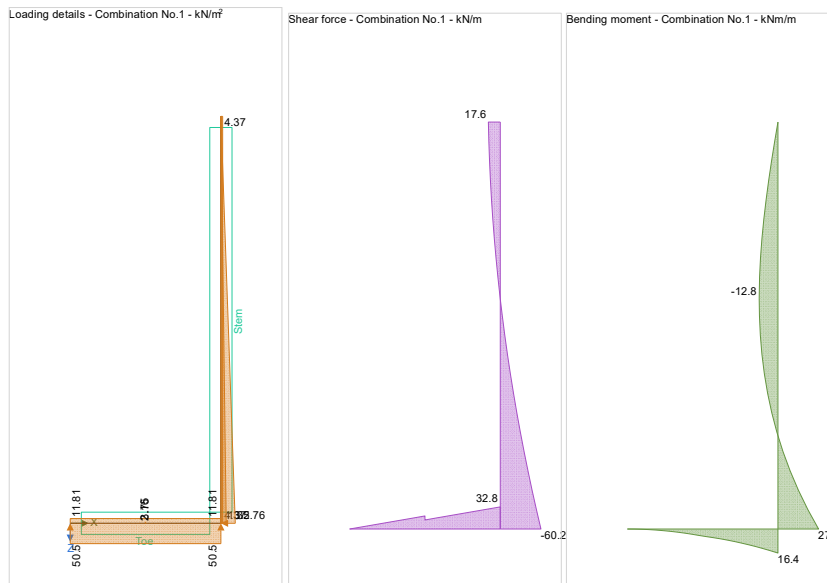 Loading details - Combination No.1 - kN/m²
Shear force - Combination No.1 - kN/m
Bending moment - Combination No.1 - kNm/m
4.37
17.6
-12.8
Stem
11.81
11.81
32.8
X
Z
Toe
50.5
50.5
-60.2
27
16.4